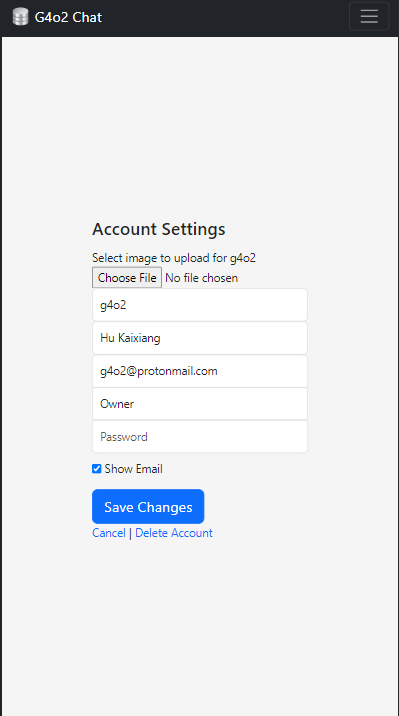 G4o2 Chat
Account Settings
Select image to upload for g4o2
Choose File No file chosen
g4o2
Hu Kaixiang
g4o2@protonmail.com
Owner
Password
Show Email
Save Changes
Cancel | Delete Account